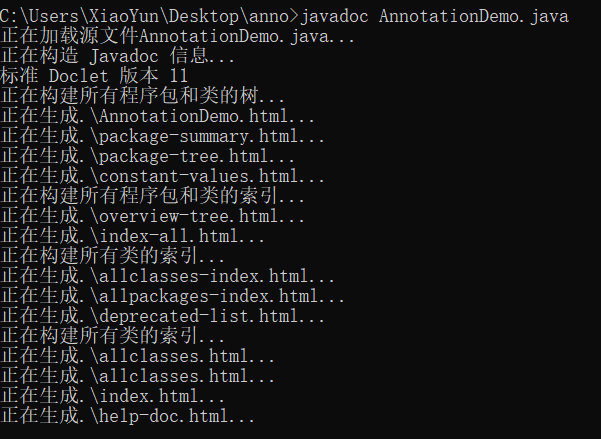 C:\Users\XiaoYun\Desktop\anno>javadoc AnnotationDemo.java
正在加载源文件AnnotationDemo.java...
正在构造 Javadoc 信息...
标准 Doclet 版本 11
正在构建所有程序包和类的树...
正在生成.\AnnotationDemo.html...
正在生成.\package-summary.html...
正在生成.\package-tree.html...
正在生成.\constant-values.html...
正在构建所有程序包和类的索引...
正在生成.\overview-tree.html...
正在生成.\index-all.html...
正在构建所有类的索引...
正在生成.\allclasses-index.html...
正在生成.\allpackages-index.html...
正在生成.\deprecated-list.html...
正在构建所有类的索引...
正在生成.\allclasses.html...
正在生成.\allclasses.html...
正在生成.\index.html...
正在生成.\help-doc.html...